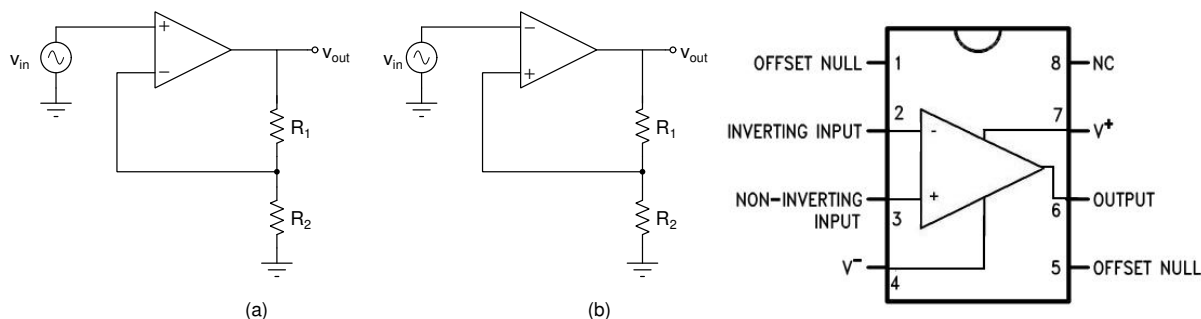 v_in
+
−
v_out
R_1
R_2
(a)
v_in
−
+
v_out
R_1
R_2
(b)
OFFSET NULL 1 8 NC
2 7
INVERTING INPUT - V⁺
NON-INVERTING + OUTPUT
INPUT 3 6
V⁻ 5 OFFSET NULL
4